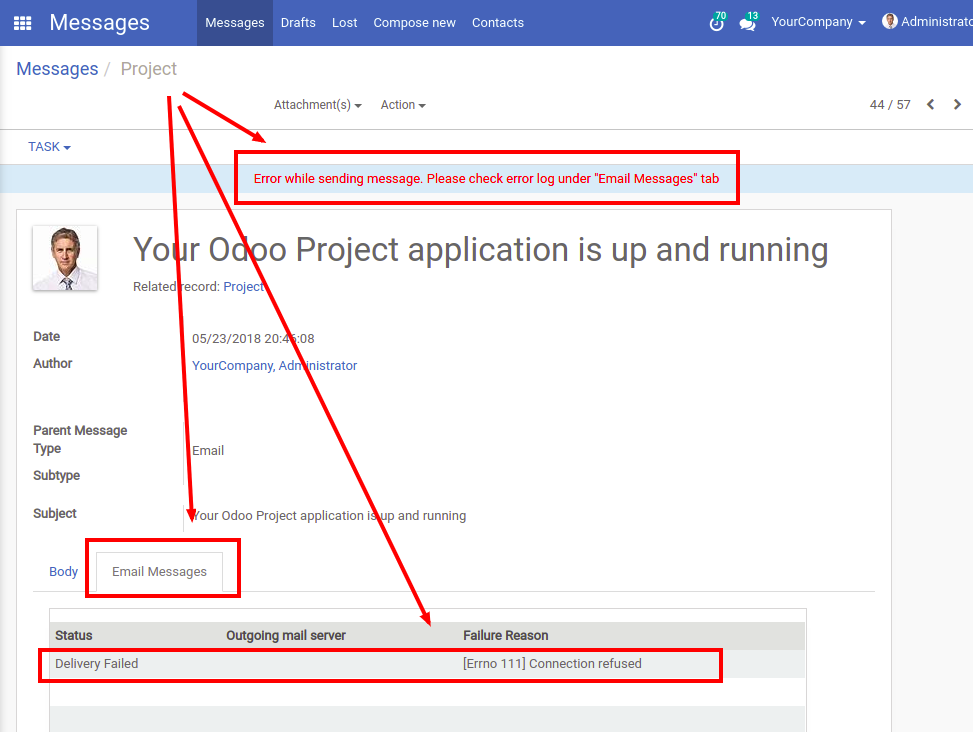 Messages Messages Drafts Lost Compose new Contacts 70 13 YourCompany Administrato
Messages / Project
Attachment(s) Action 44 / 57
TASK
Error while sending message. Please check error log under "Email Messages" tab
Your Odoo Project application is up and running
Related record: Project
Date 05/23/2018 20:46:08
Author YourCompany, Administrator
Parent Message
Type Email
Subtype
Subject Your Odoo Project application is up and running
Body Email Messages
Status Outgoing mail server Failure Reason
Delivery Failed [Errno 111] Connection refused